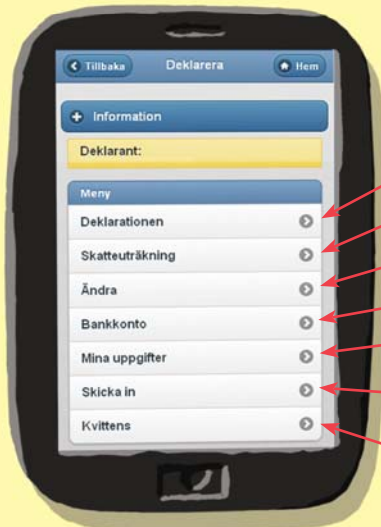 Tillbaka Deklarera Hem
Information
Deklarant:
Meny
Deklarationen
Skatteuträkning
Ändra
Bankkonto
Mina uppgifter
Skicka in
Kvittens